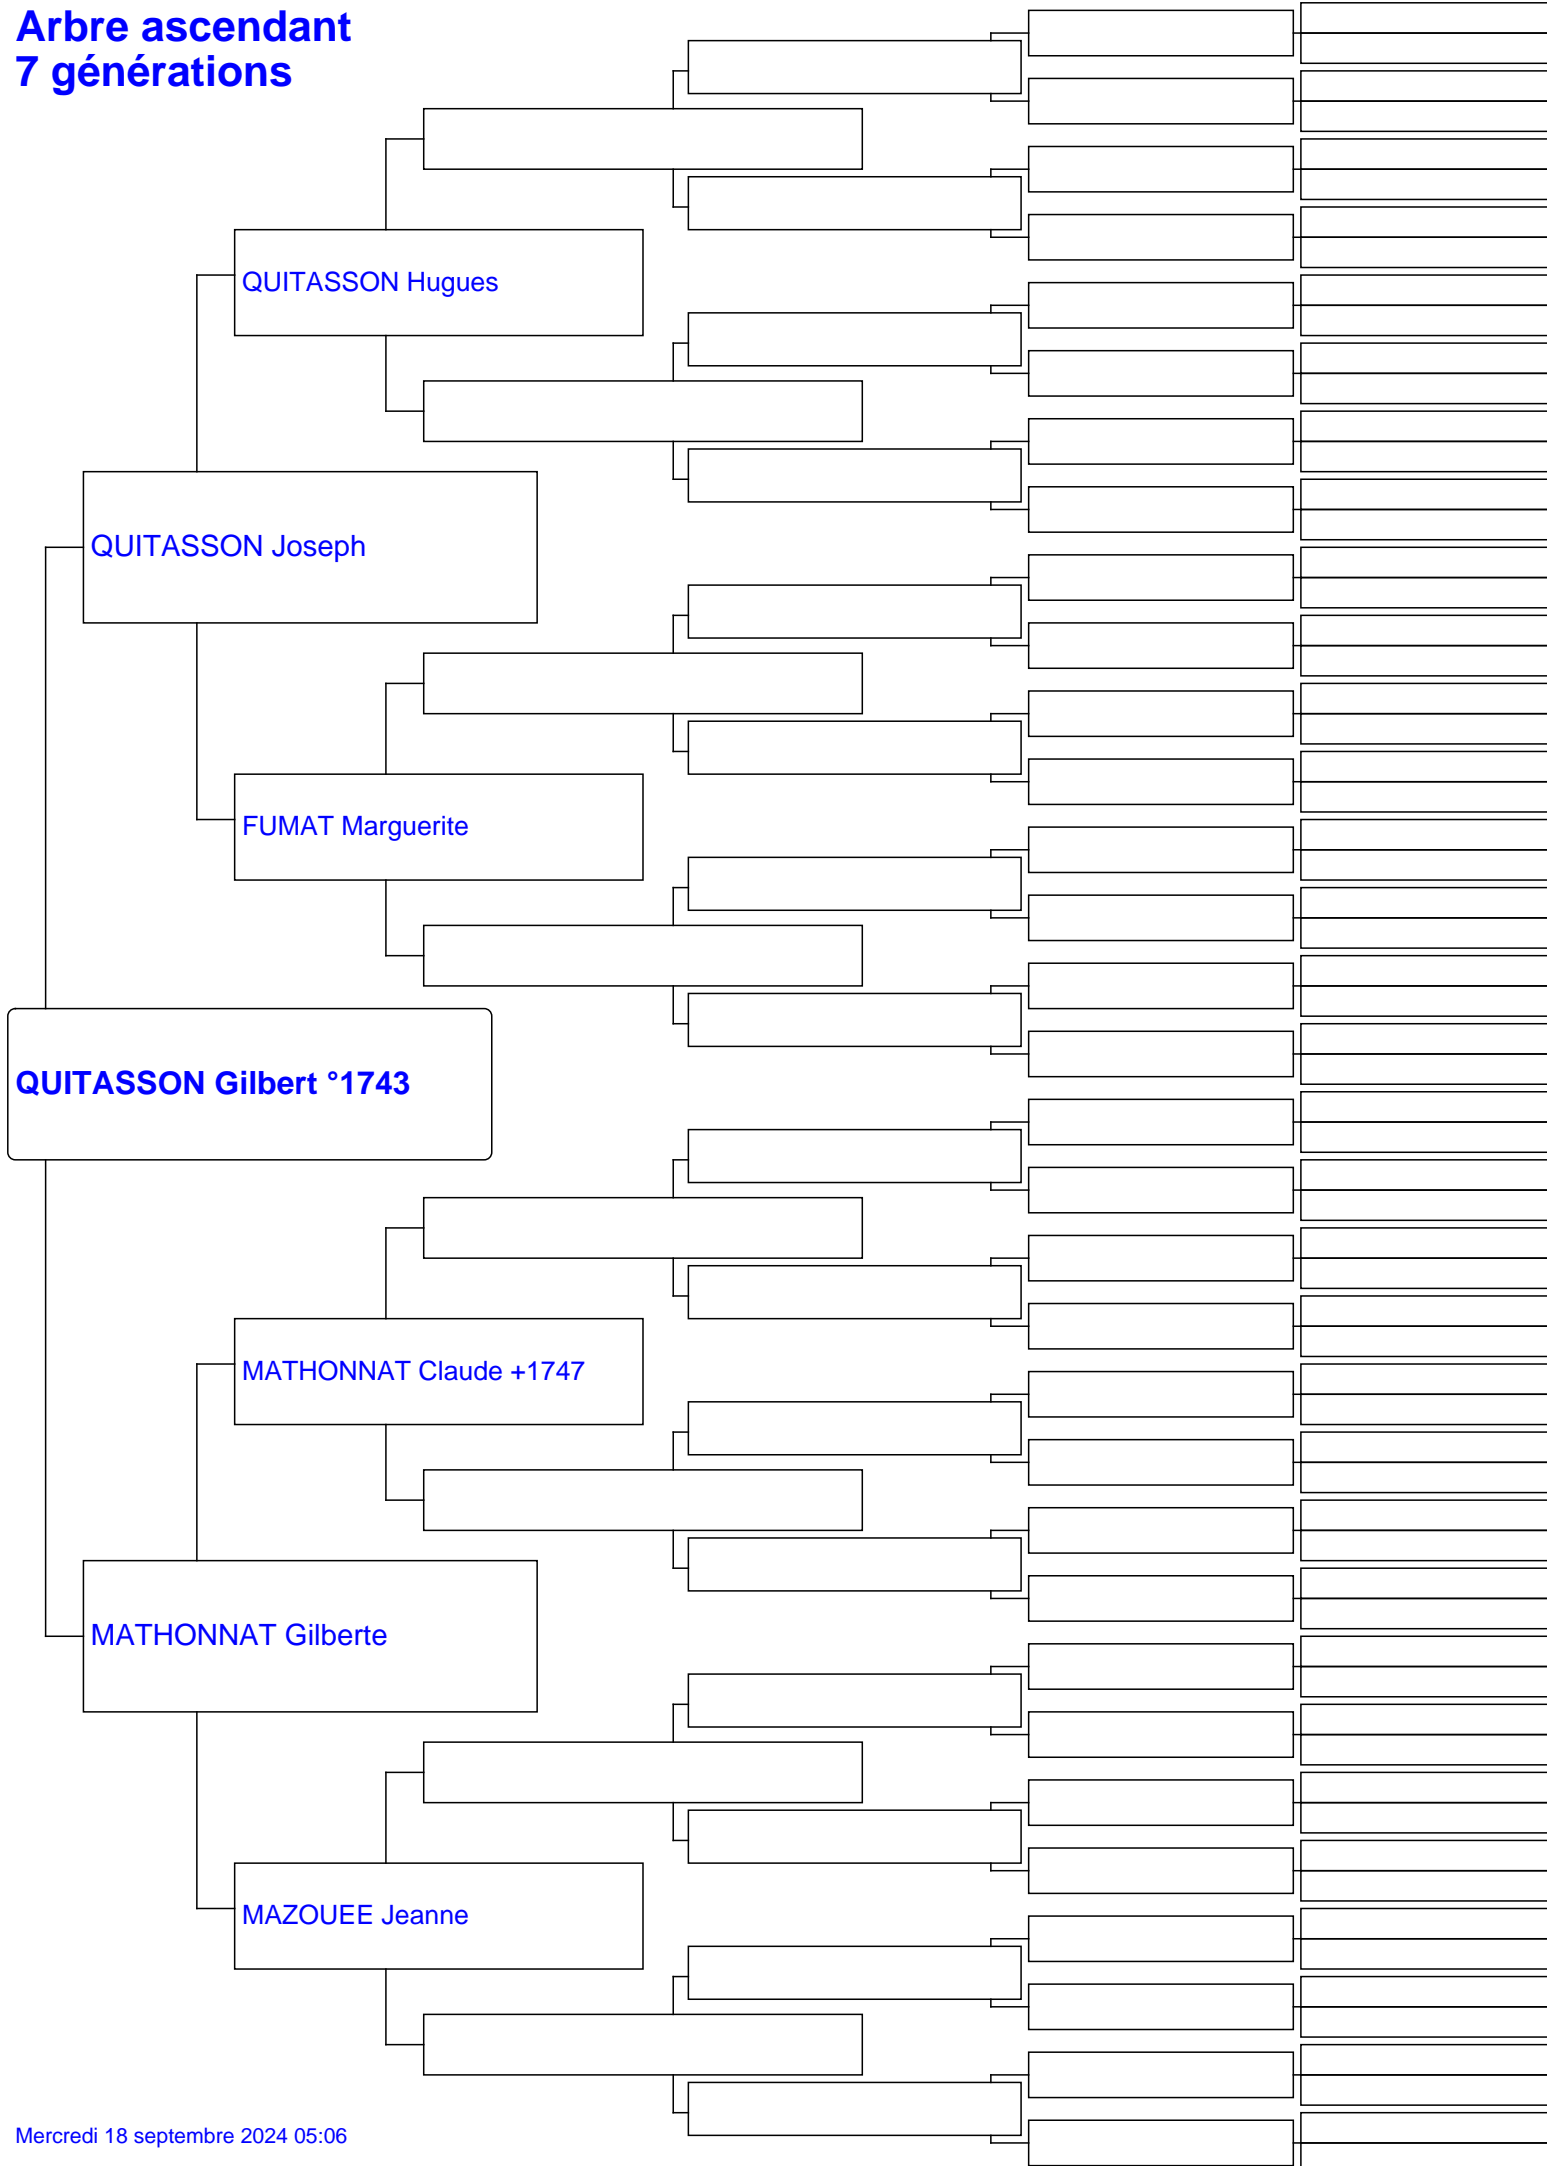 Arbre ascendant
7 générations
QUITASSON Hugues
QUITASSON Joseph
FUMAT Marguerite
QUITASSON Gilbert °1743
MATHONNAT Claude +1747
MATHONNAT Gilberte
MAZOUEE Jeanne
Mercredi 18 septembre 2024 05:06